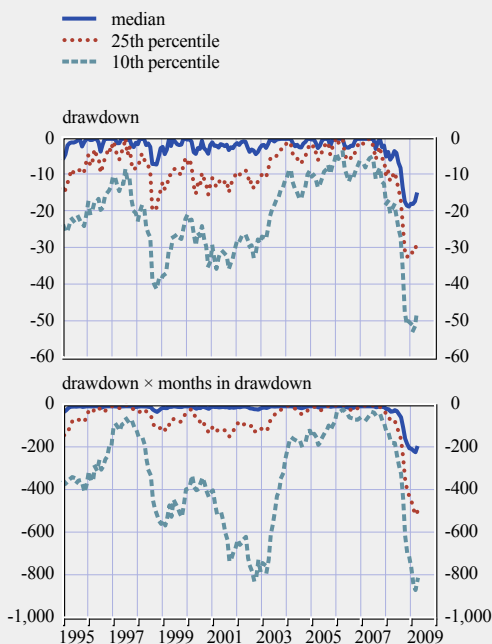 median
25th percentile
10th percentile
drawdown
0 0
-10 -10
-20 -20
-30 -30
-40 -40
-50 -50
-60 -60
drawdown × months in drawdown
0 0
-200 -200
-400 -400
-600 -600
-800 -800
-1,000 -1,000
1995 1997 1999 2001 2003 2005 2007 2009